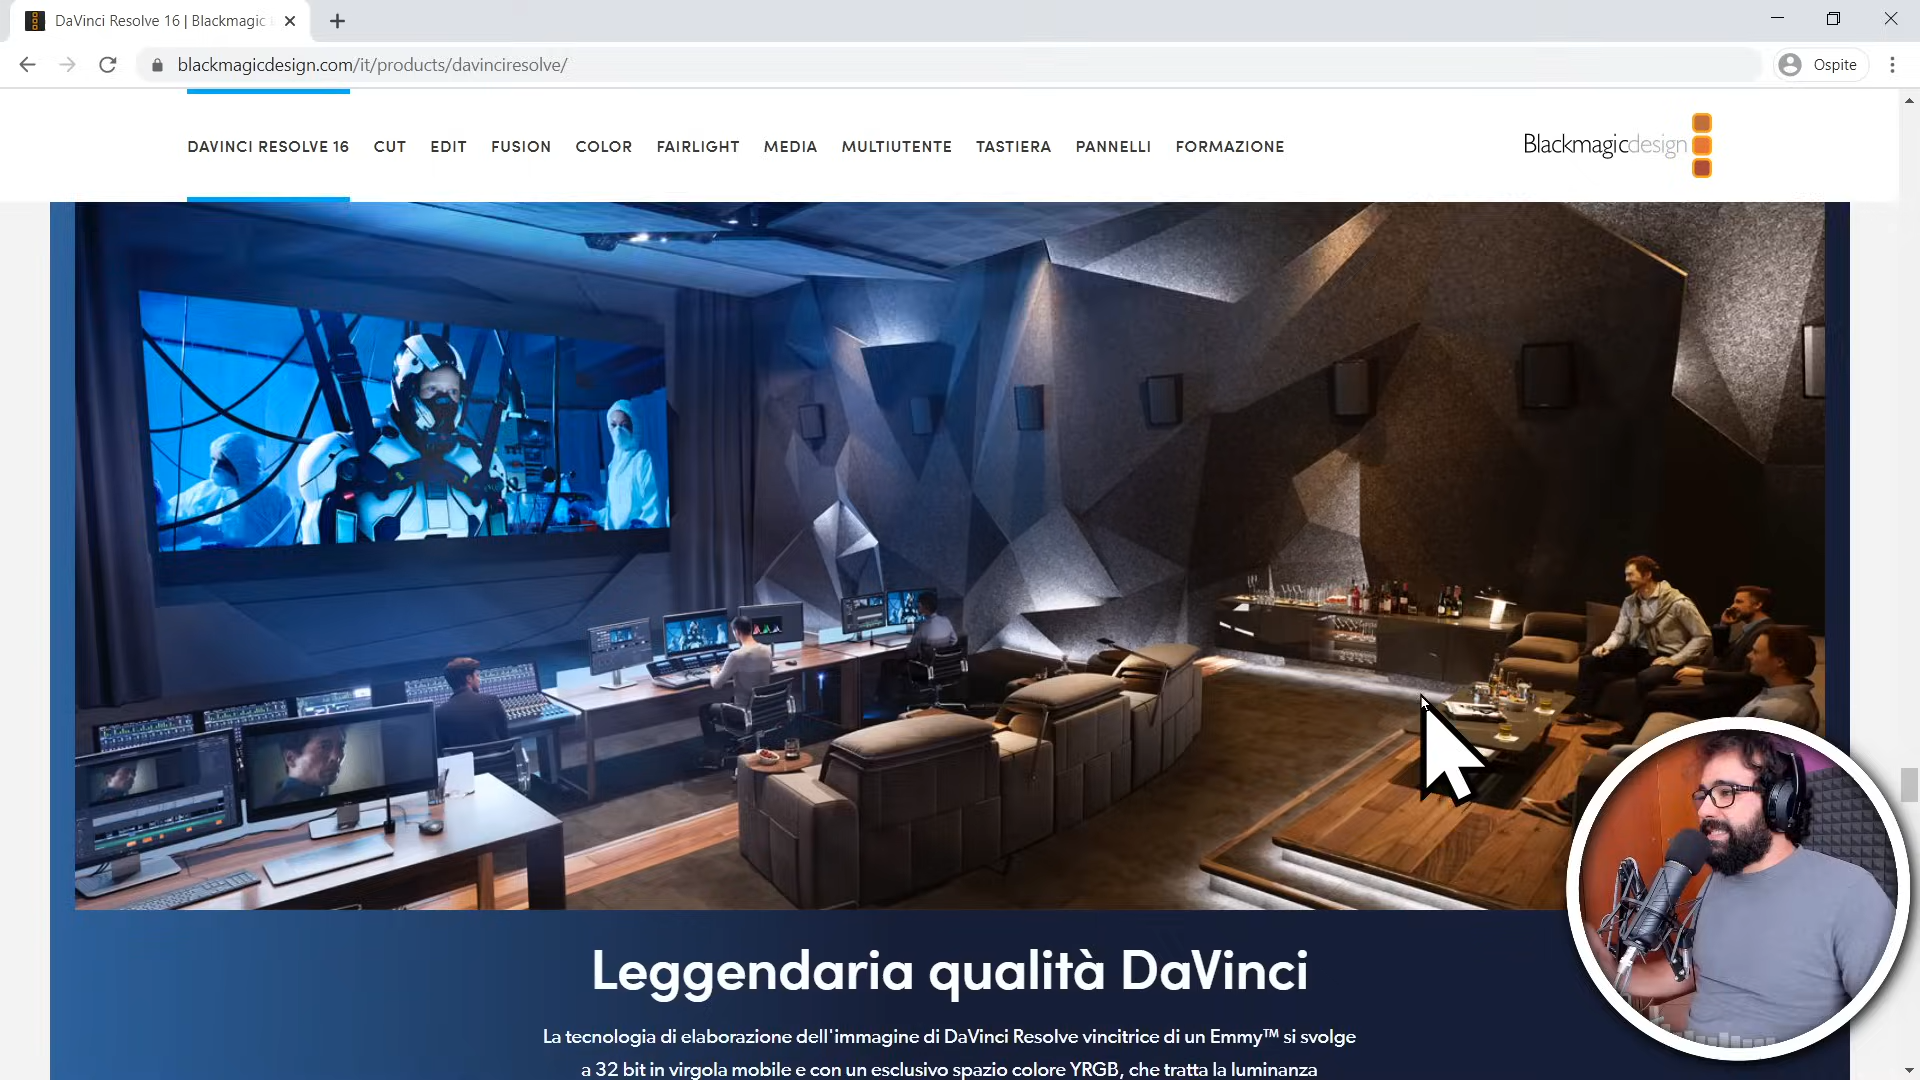 DaVinci Resolve 16 | Blackmagic
blackmagicdesign.com/it/products/davinciresolve/
Ospite
DAVINCI RESOLVE 16 CUT EDIT FUSION COLOR FAIRLIGHT MEDIA MULTIUTENTE TASTIERA PANNELLI FORMAZIONE
Blackmagicdesign
Leggendaria qualità DaVinci
La tecnologia di elaborazione dell'immagine di DaVinci Resolve vincitrice di un Emmy™ si svolge
a 32 bit in virgola mobile e con un esclusivo spazio colore YRGB, che tratta la luminanza